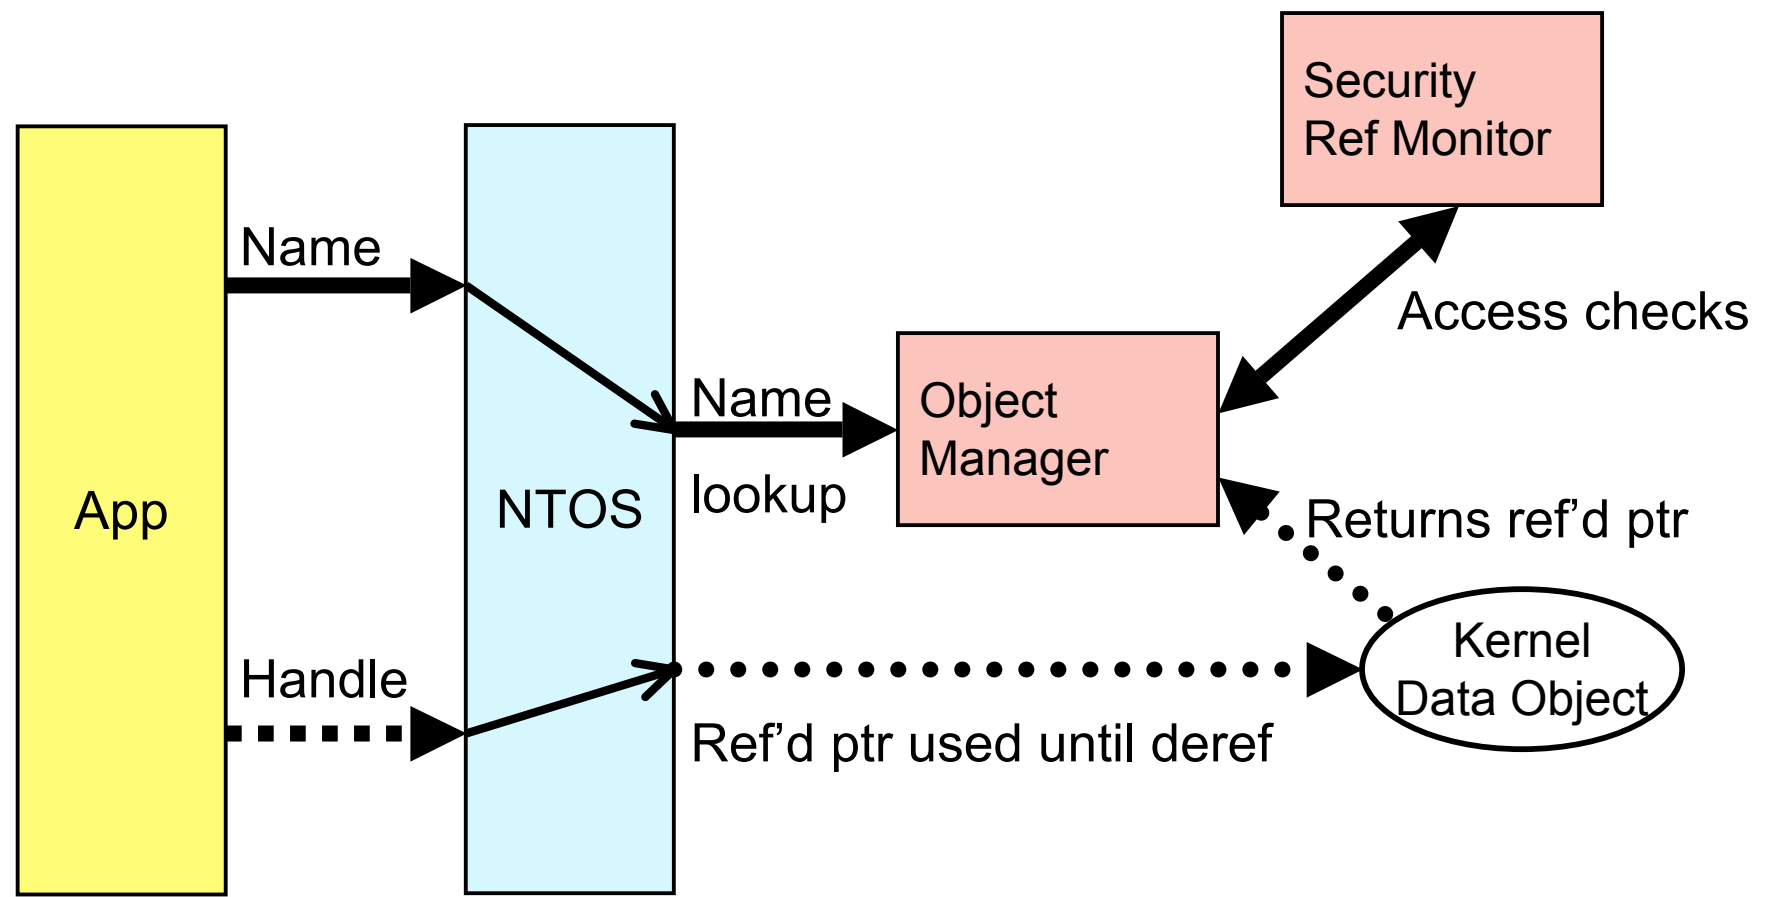 Security
Ref Monitor
Name
Access checks
Name
lookup
Object
Manager
App
NTOS
Returns ref’d ptr
Handle
Kernel
Data Object
Ref’d ptr used until deref